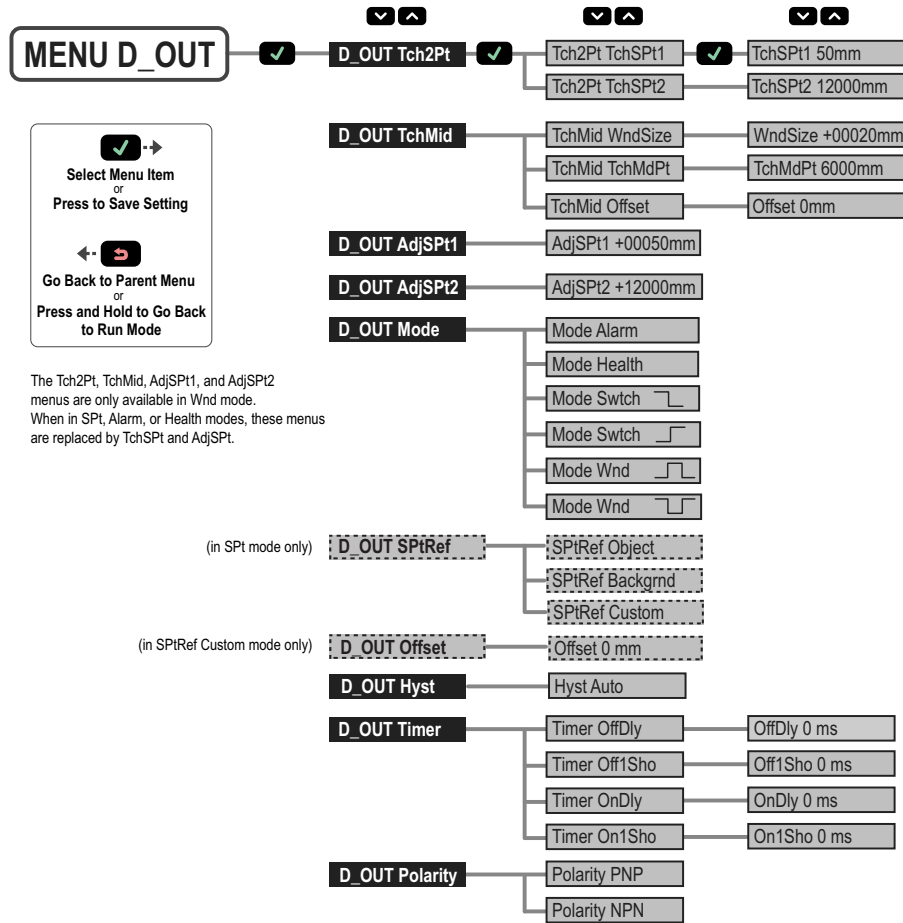 MENU D_OUT
D_OUT Tch2Pt
Tch2Pt TchSPt1
TchSPt1 50mm
Tch2Pt TchSPt2
TchSPt2 12000mm
Select Menu Item
or
Press to Save Setting
Go Back to Parent Menu
or
Press and Hold to Go Back
to Run Mode
The Tch2Pt, TchMid, AdjSPt1, and AdjSPt2
menus are only available in Wnd mode.
When in SPt, Alarm, or Health modes, these menus
are replaced by TchSPt and AdjSPt.
D_OUT TchMid
TchMid WndSize
WndSize +00020mm
TchMid TchMdPt
TchMdPt 6000mm
TchMid Offset
Offset 0mm
D_OUT AdjSPt1
AdjSPt1 +00050mm
D_OUT AdjSPt2
AdjSPt2 +12000mm
D_OUT Mode
Mode Alarm
Mode Health
Mode Swtch
Mode Swtch
Mode Wnd
Mode Wnd
(in SPt mode only)
D_OUT SPtRef
SPtRef Object
SPtRef Backgrnd
SPtRef Custom
(in SPtRef Custom mode only)
D_OUT Offset
Offset 0 mm
D_OUT Hyst
Hyst Auto
D_OUT Timer
Timer OffDly
OffDly 0 ms
Timer Off1Sho
Off1Sho 0 ms
Timer OnDly
OnDly 0 ms
Timer On1Sho
On1Sho 0 ms
D_OUT Polarity
Polarity PNP
Polarity NPN